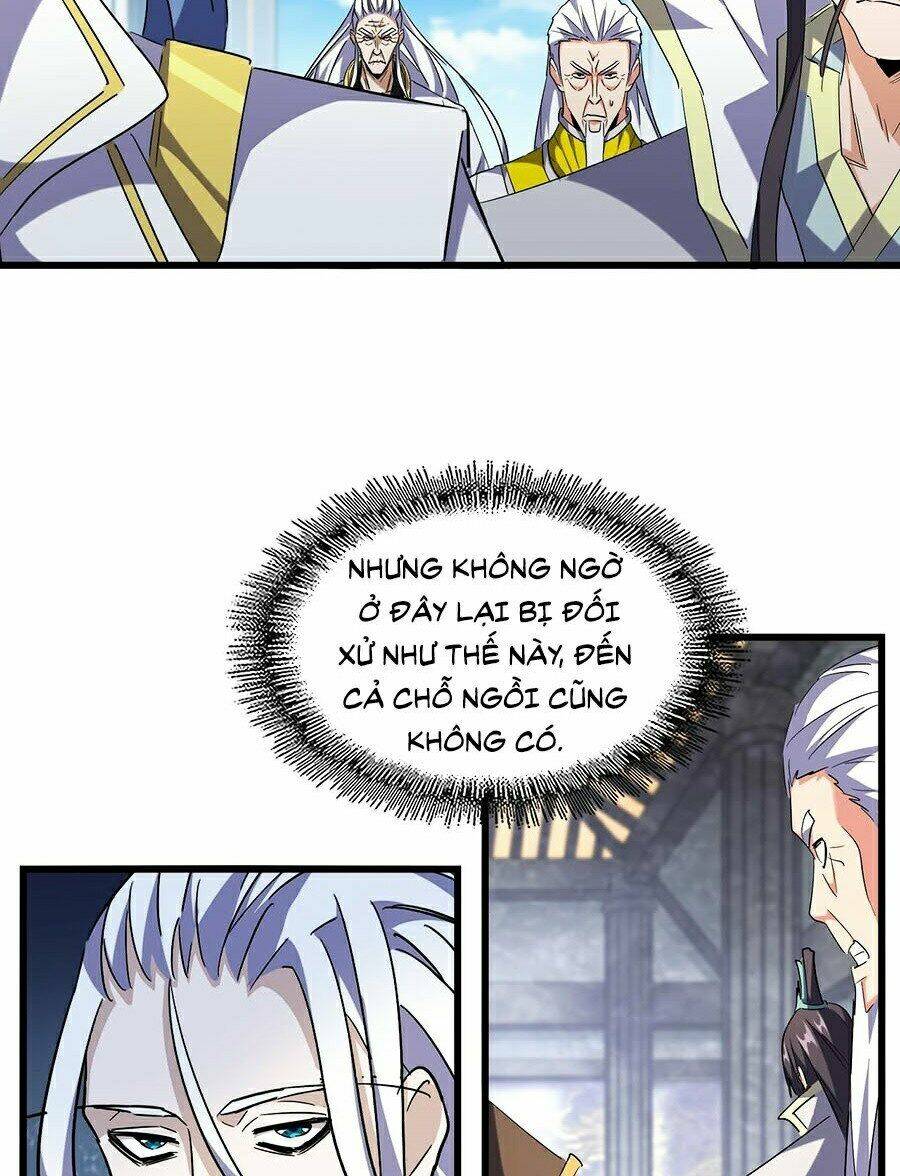 NHƯNG KHÔNG NGỜ
Ở ĐÂY LẠI BỊ ĐỐI
XỬ NHƯ THẾ NÀY, ĐẾN
CẢ CHỖ NGỒI CŨNG
KHÔNG CÓ.